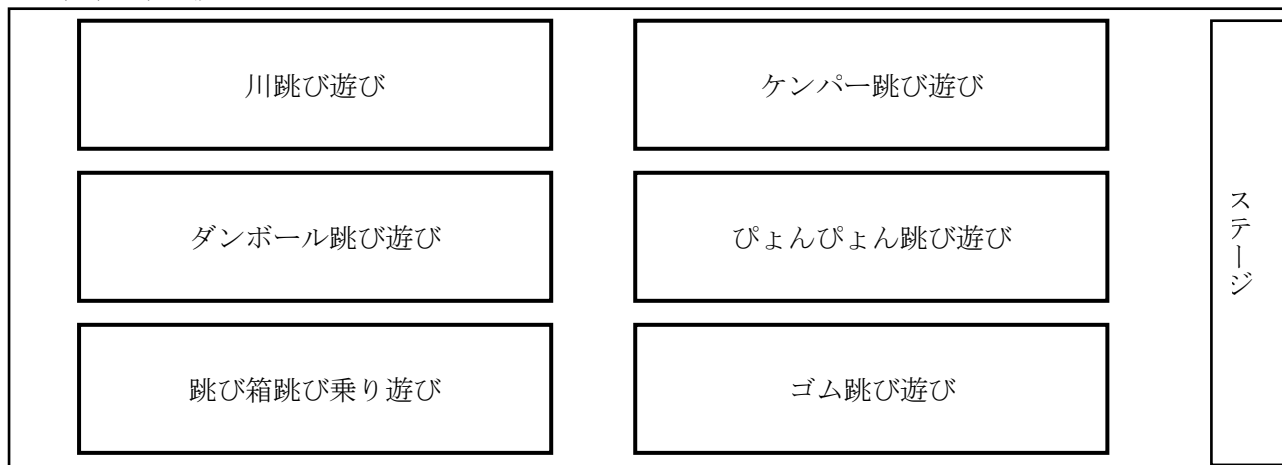 川跳び遊び
ケンパー跳び遊び
ダンボール跳び遊び
ぴょんぴょん跳び遊び
跳び箱跳び乗り遊び
ゴム跳び遊び
ステージ